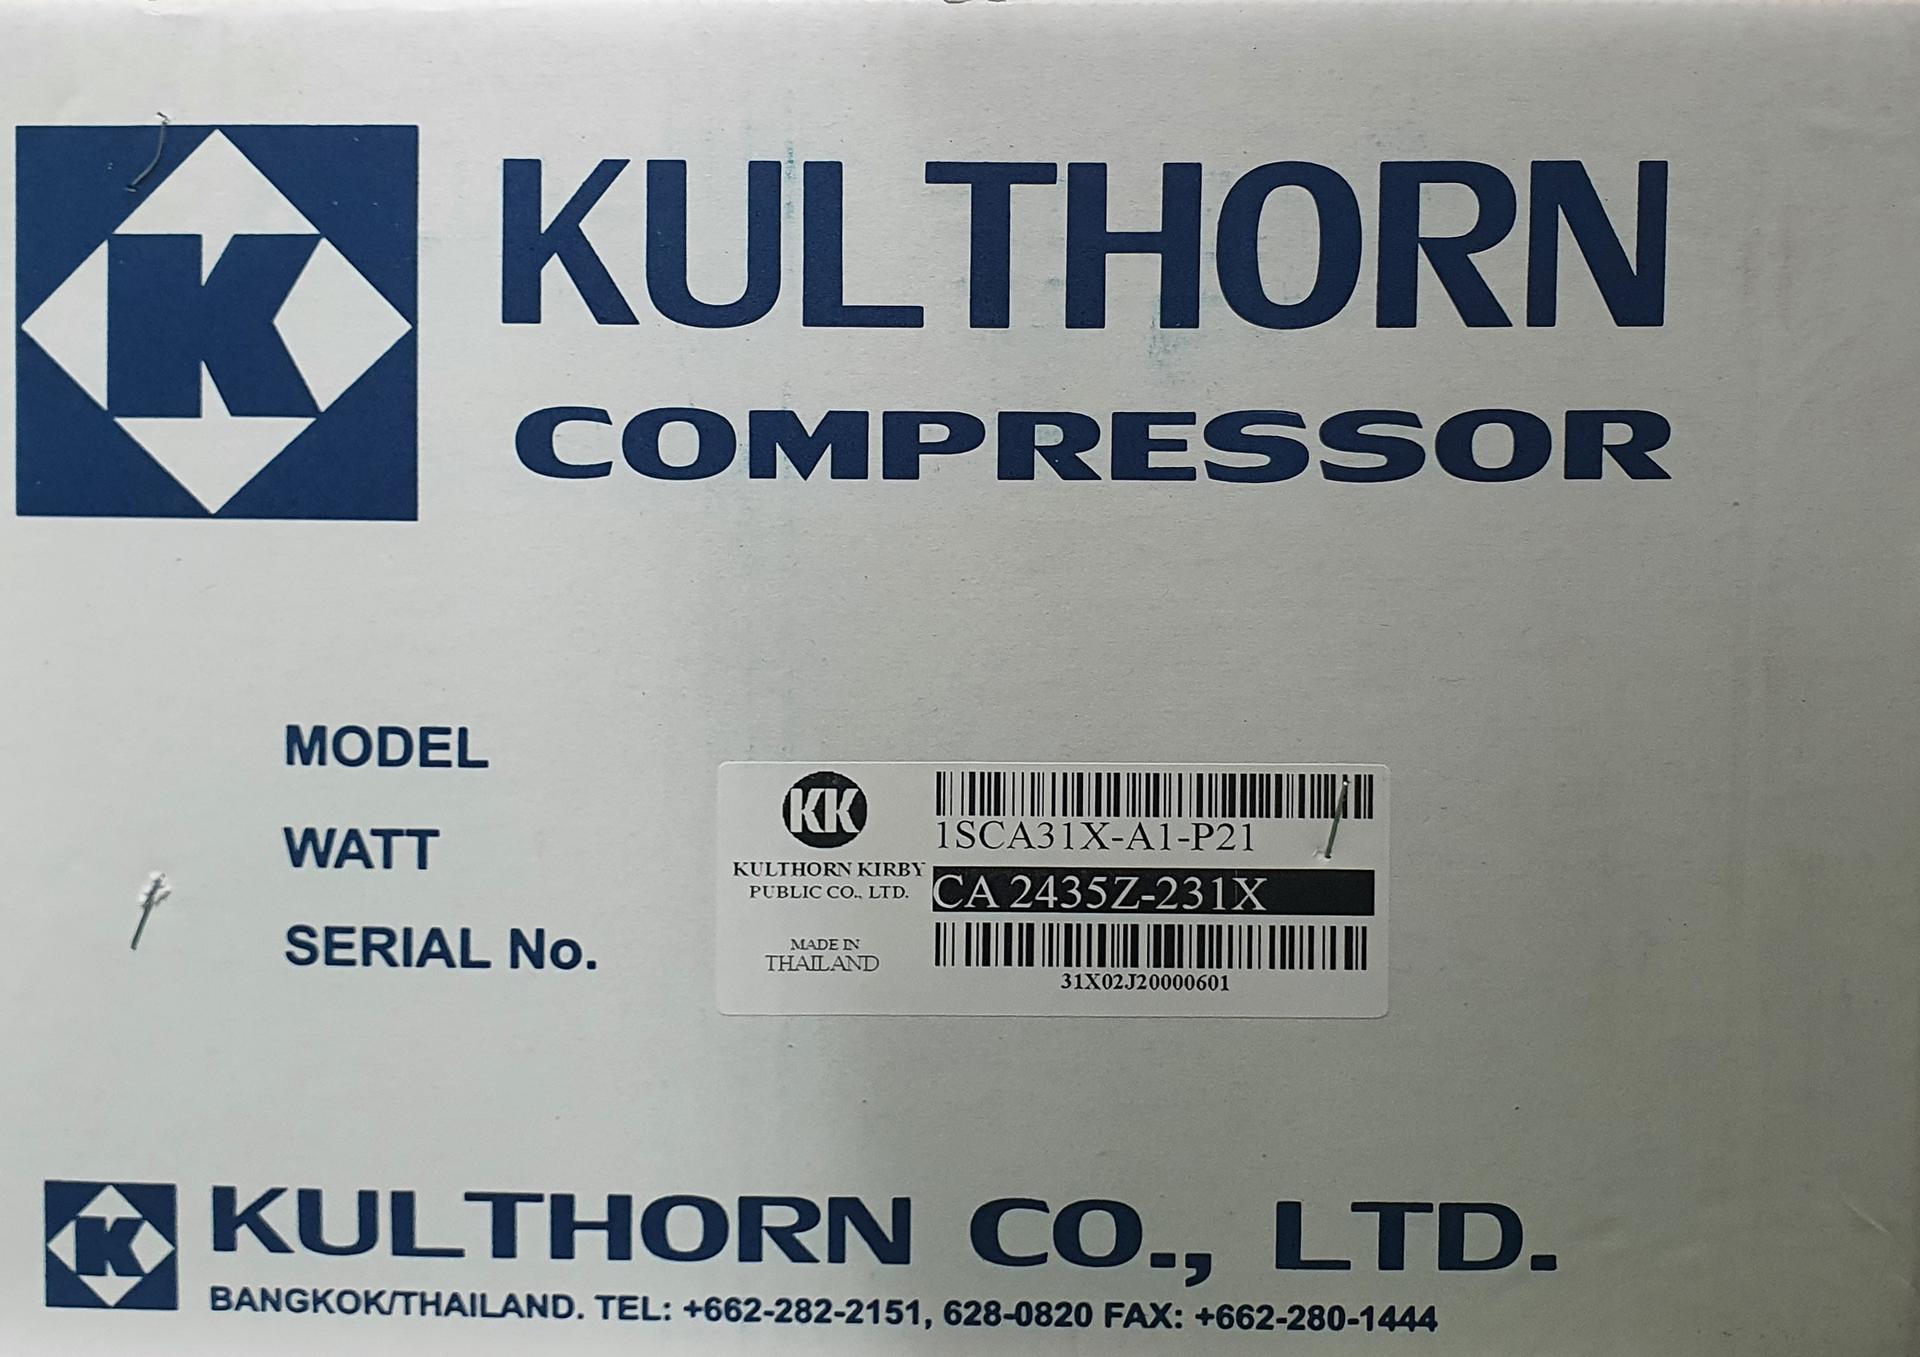 K
KULTHORN
COMPRESSOR
MODEL
WATT
SERIAL No.
KK
KULTHORN KIRBY
PUBLIC CO., LTD.
MADE IN
THAILAND
1SCA31X-A1-P21
CA 2435Z-231X
31X02J20000601
K
KULTHORN CO., LTD.
BANGKOK/THAILAND. TEL: +662-282-2151, 628-0820 FAX: +662-280-1444